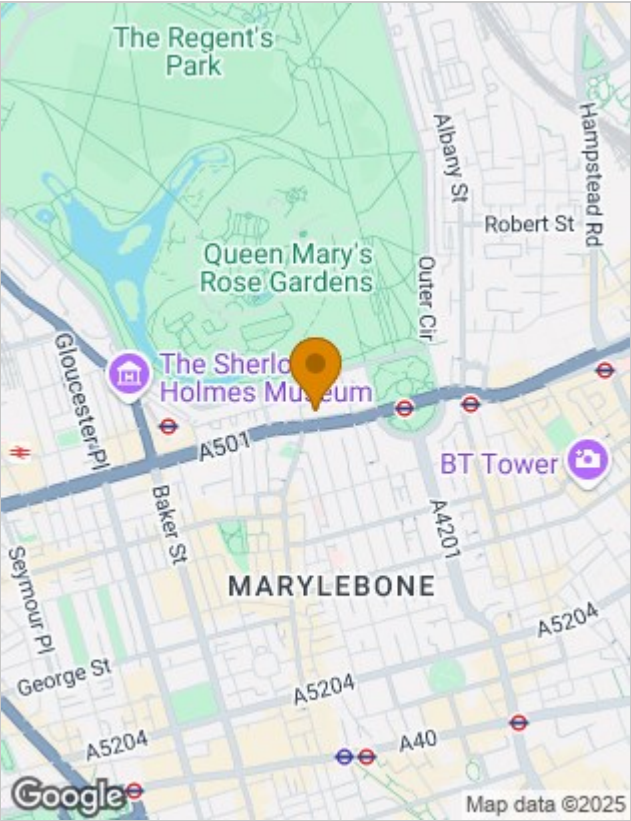 The Regent's
Park
Hampstead Rd
Albany St
Robert St
Queen Mary's
Rose Gardens
Outer Cir
Gloucester Pl
The Sherlo
Holmes Museum
A501
BT Tower
Baker St
A4201
Seymour Pl
MARYLEBONE
A5204
George St
A5204
A5204
A40
Google
Map data ©2025